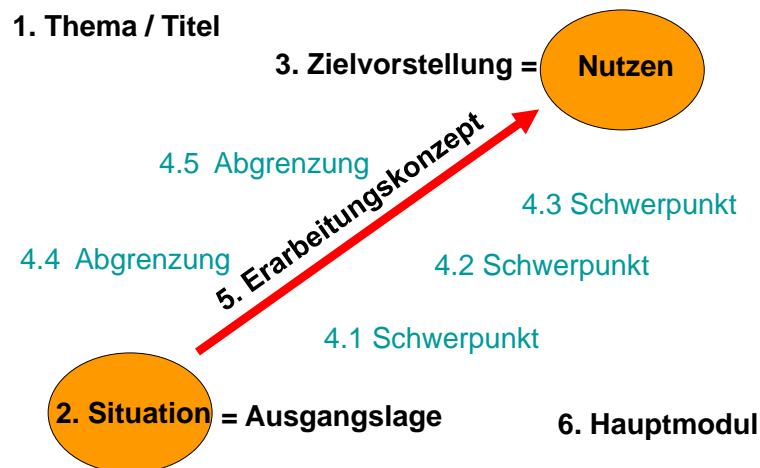 1. Thema / Titel
3. Zielvorstellung = Nutzen
4.5 Abgrenzung
5. Erarbeitungskonzept
4.3 Schwerpunkt
4.4 Abgrenzung
4.2 Schwerpunkt
4.1 Schwerpunkt
2. Situation = Ausgangslage
6. Hauptmodul